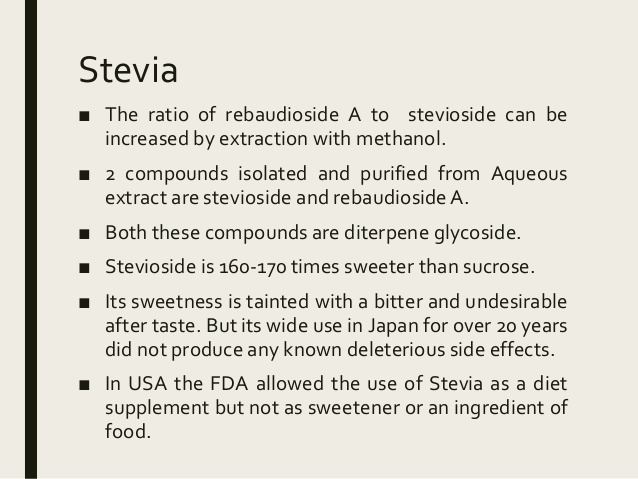 Stevia
■ The ratio of rebaudioside A to stevioside can be
increased by extraction with methanol.
■ 2 compounds isolated and purified from Aqueous
extract are stevioside and rebaudioside A.
■ Both these compounds are diterpene glycoside.
■ Stevioside is 160-170 times sweeter than sucrose.
■ Its sweetness is tainted with a bitter and undesirable
after taste. But its wide use in Japan for over 20 years
did not produce any known deleterious side effects.
■ In USA the FDA allowed the use of Stevia as a diet
supplement but not as sweetener or an ingredient of
food.